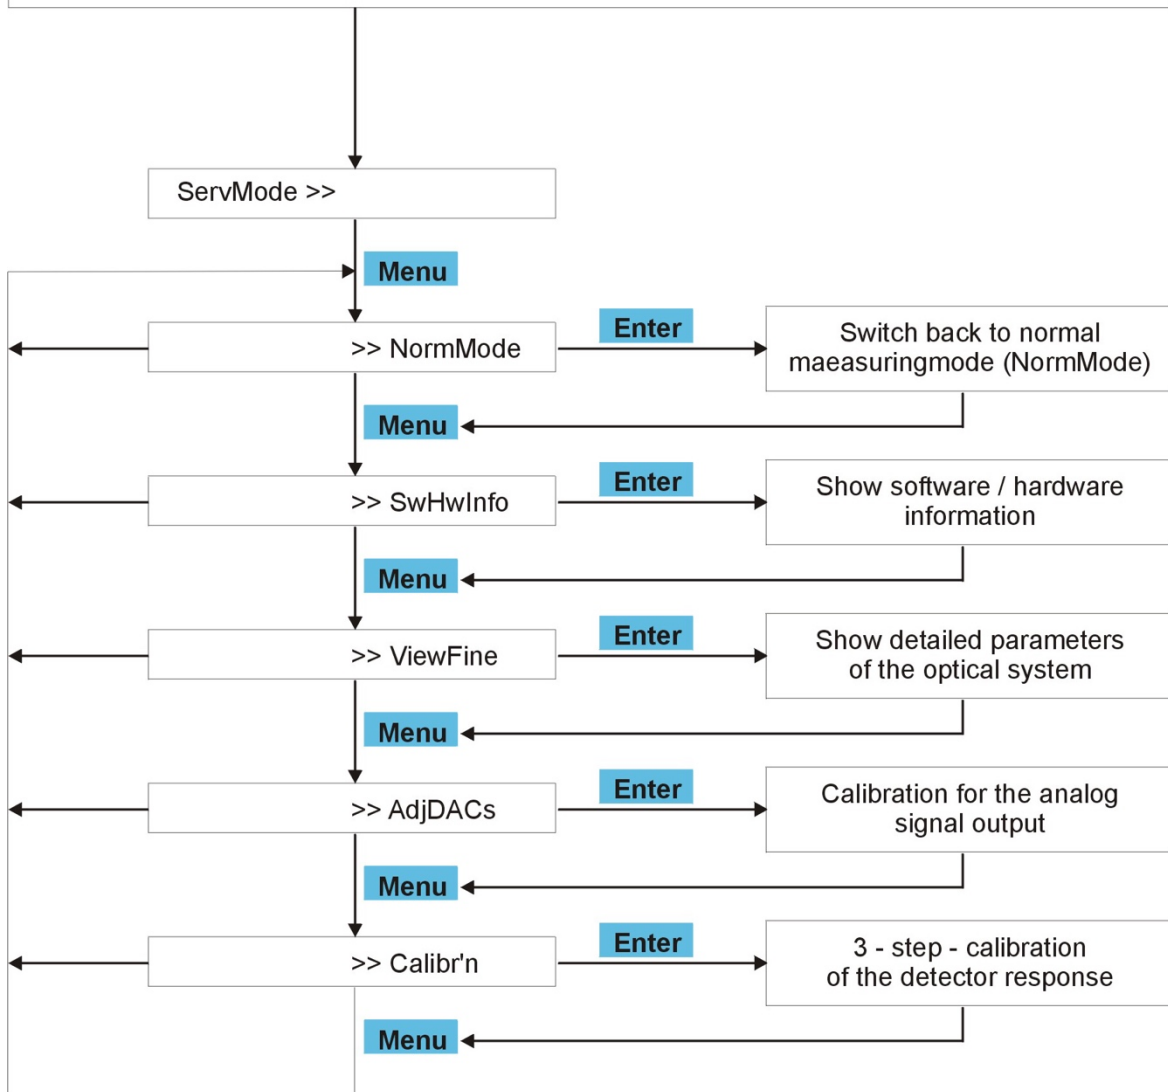 ServMode >>
Menu
>> NormMode
Enter
Switch back to normal
maeasuringmode (NormMode)
Menu
>> SwHwInfo
Enter
Show software / hardware
information
Menu
>> ViewFine
Enter
Show detailed parameters
of the optical system
Menu
>> AdjDACs
Enter
Calibration for the analog
signal output
Menu
>> Calibr'n
Enter
3 - step - calibration
of the detector response
Menu